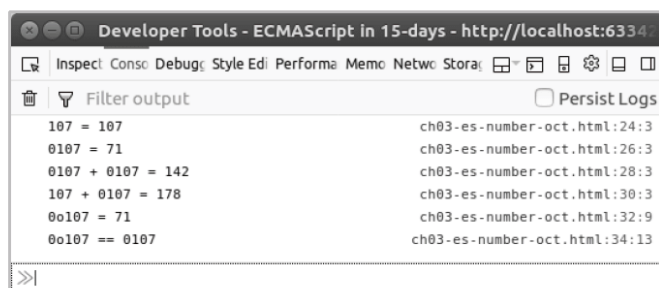 Developer Tools - ECMAScript in 15-days - http://localhost:63342
Inspect Conso Debugg Style Edi Performa Memo Netwo Storag
Filter output Persist Logs
107 = 107 ch03-es-number-oct.html:24:3
0107 = 71 ch03-es-number-oct.html:26:3
0107 + 0107 = 142 ch03-es-number-oct.html:28:3
107 + 0107 = 178 ch03-es-number-oct.html:30:3
0o107 = 71 ch03-es-number-oct.html:32:9
0o107 == 0107 ch03-es-number-oct.html:34:13
≫